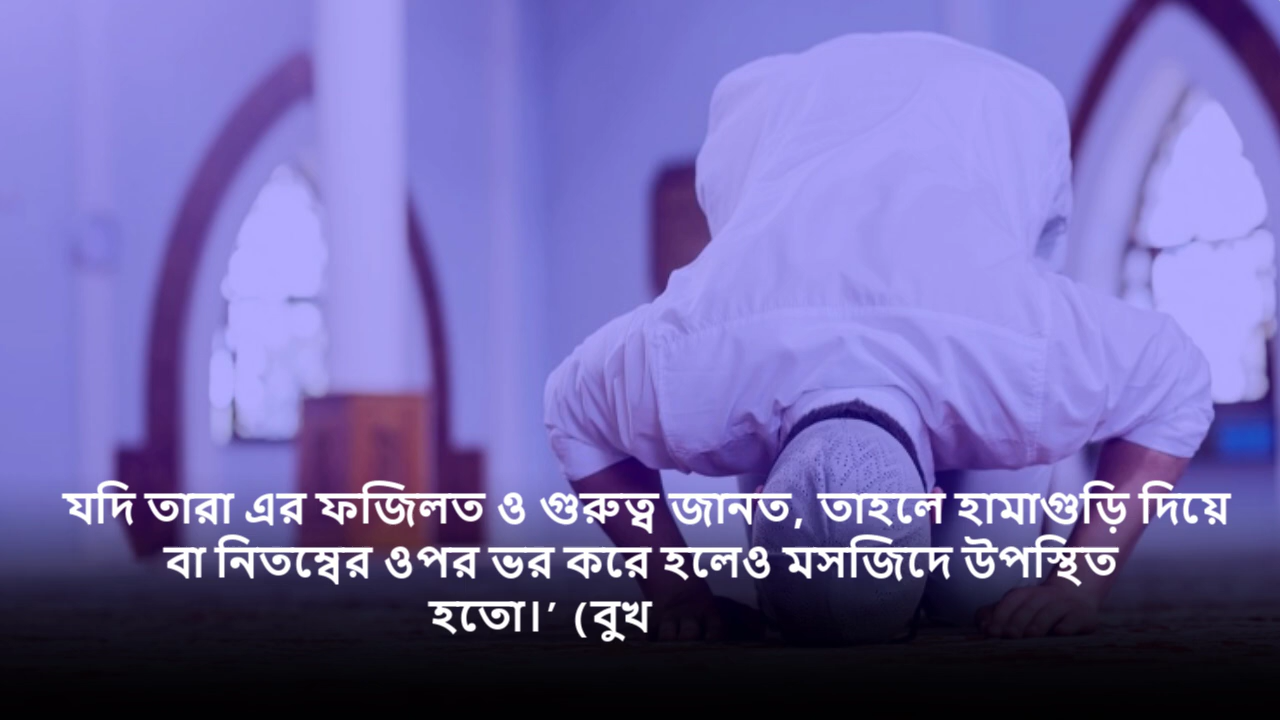 যদি তারা এর ফজিলত ও গুরুত্ব জানত, তাহলে হামাগুড়ি দিয়ে
বা নিতম্বের ওপর ভর করে হলেও মসজিদে উপস্থিত
হতো।’ (বুখ